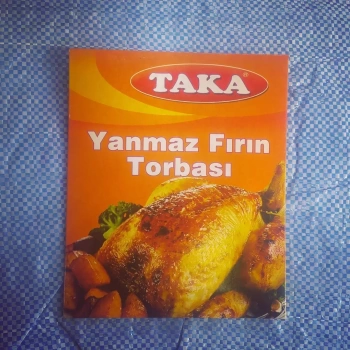 TAKA
Yanmaz Fırın
Torbası